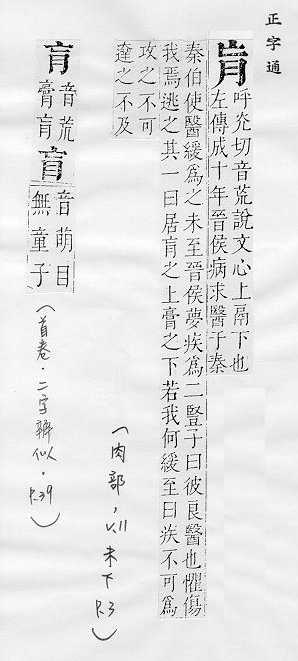 正字通
肓
呼光切音荒說文心上鬲下也
左傳成十年晉侯病求醫于秦
秦伯使醫緩為之未至晉侯夢疾為二豎子曰彼良醫也懼傷
我焉逃之其一曰居肓之上膏之下若我何緩至曰疾不可為
攻之不可
達之不及
(肉部,V.11 未下 P.3)
肓
音荒
膏肓
盲
音萌目
無童子
(首卷.二字辨似.P.39)